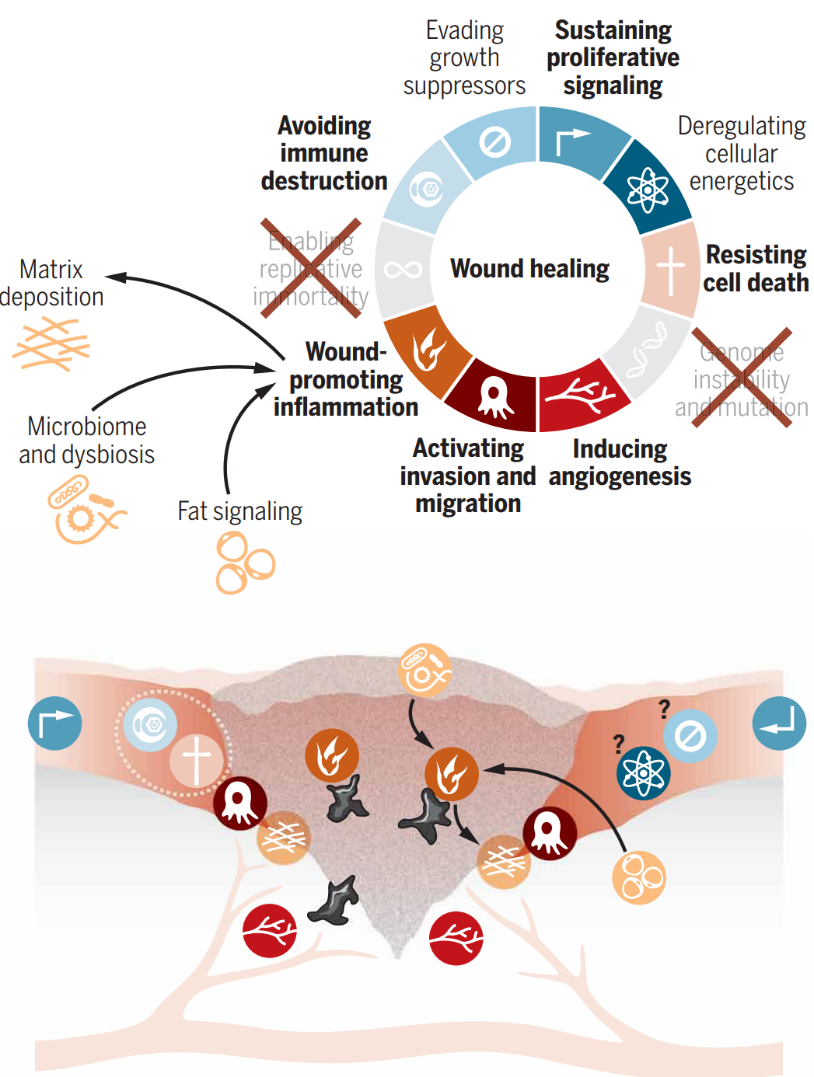 Evading
growth
suppressors
Sustaining
proliferative
signaling
Avoiding
immune
destruction
Deregulating
cellular
energetics
Enabling
replicative
immortality
Wound healing
Resisting
cell death
Matrix
deposition
Wound-
promoting
inflammation
Genome
instability
and mutation
Microbiome
and dysbiosis
Activating
invasion and
migration
Inducing
angiogenesis
Fat signaling
?
?